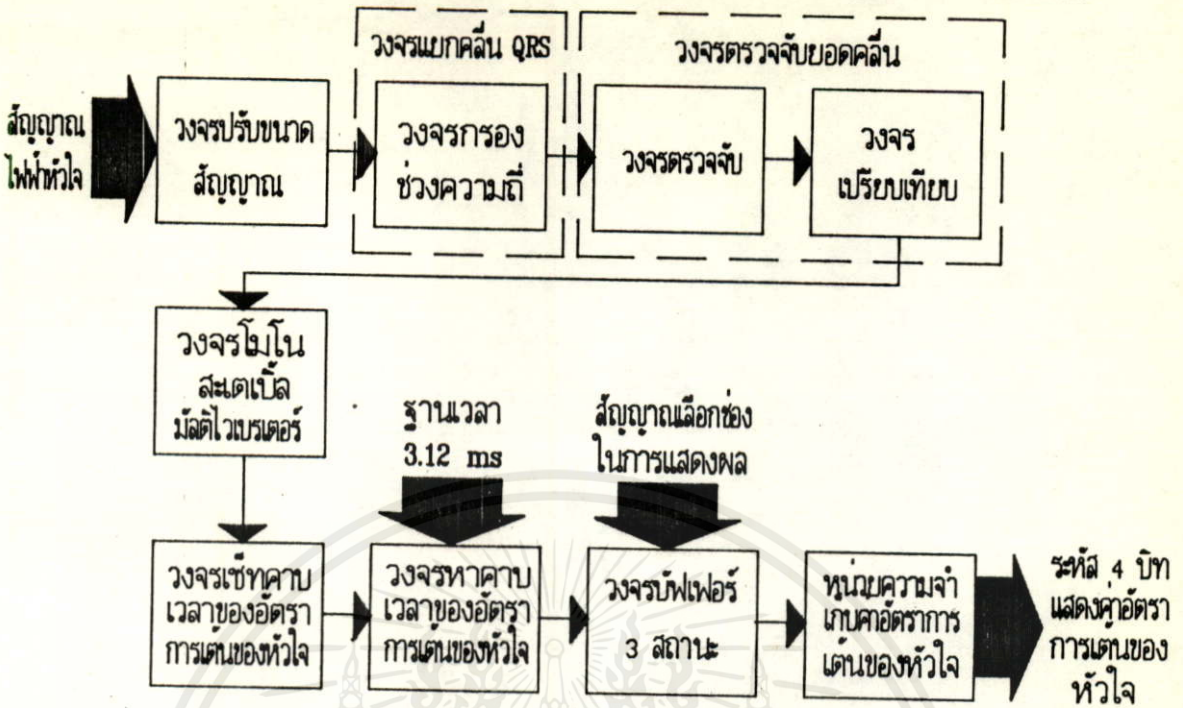 วงจรแยกคลื่น QRS
วงจรตรวจจับยอดคลื่น
สัญญาณ
ไฟฟ้าหัวใจ
วงจรปรับขนาด
สัญญาณ
วงจรกรอง
ช่วงความถี่
วงจรตรวจจับ
วงจร
เปรียบเทียบ
วงจรโมโน
สะเตเบิ้ล
มัลติไวเบรเตอร์
ฐานเวลา
3.12 ms
สัญญาณเลือกช่อง
ในการแสดงผล
วงจรเซ็ทคาบ
เวลาของอัตรา
การเต้นของหัวใจ
วงจรหาคาบ
เวลาของอัตรา
การเต้นของหัวใจ
วงจรบัฟเฟอร์
3 สถานะ
หน่วยความจำ
เก็บค่าอัตราการ
เต้นของหัวใจ
ระหัส 4 บิท
แสดงค่าอัตรา
การเต้นของ
หัวใจ